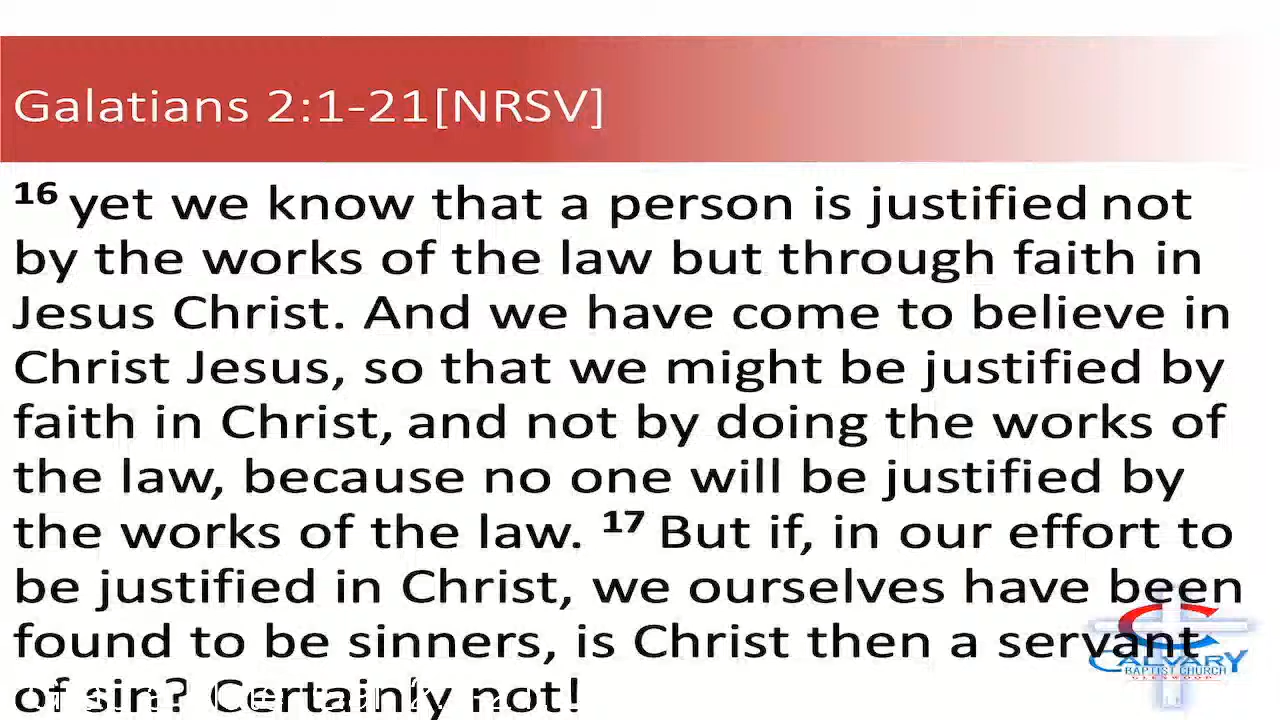 Galatians 2:1-21[NRSV]
16 yet we know that a person is justified not
by the works of the law but through faith in
Jesus Christ. And we have come to believe in
Christ Jesus, so that we might be justified by
faith in Christ, and not by doing the works of
the law, because no one will be justified by
the works of the law. 17 But if, in our effort to
be justified in Christ, we ourselves have been
found to be sinners, is Christ then a servant
of sin? Certainly not!
CALVARY
BAPTIST CHURCH
GLENWOOD